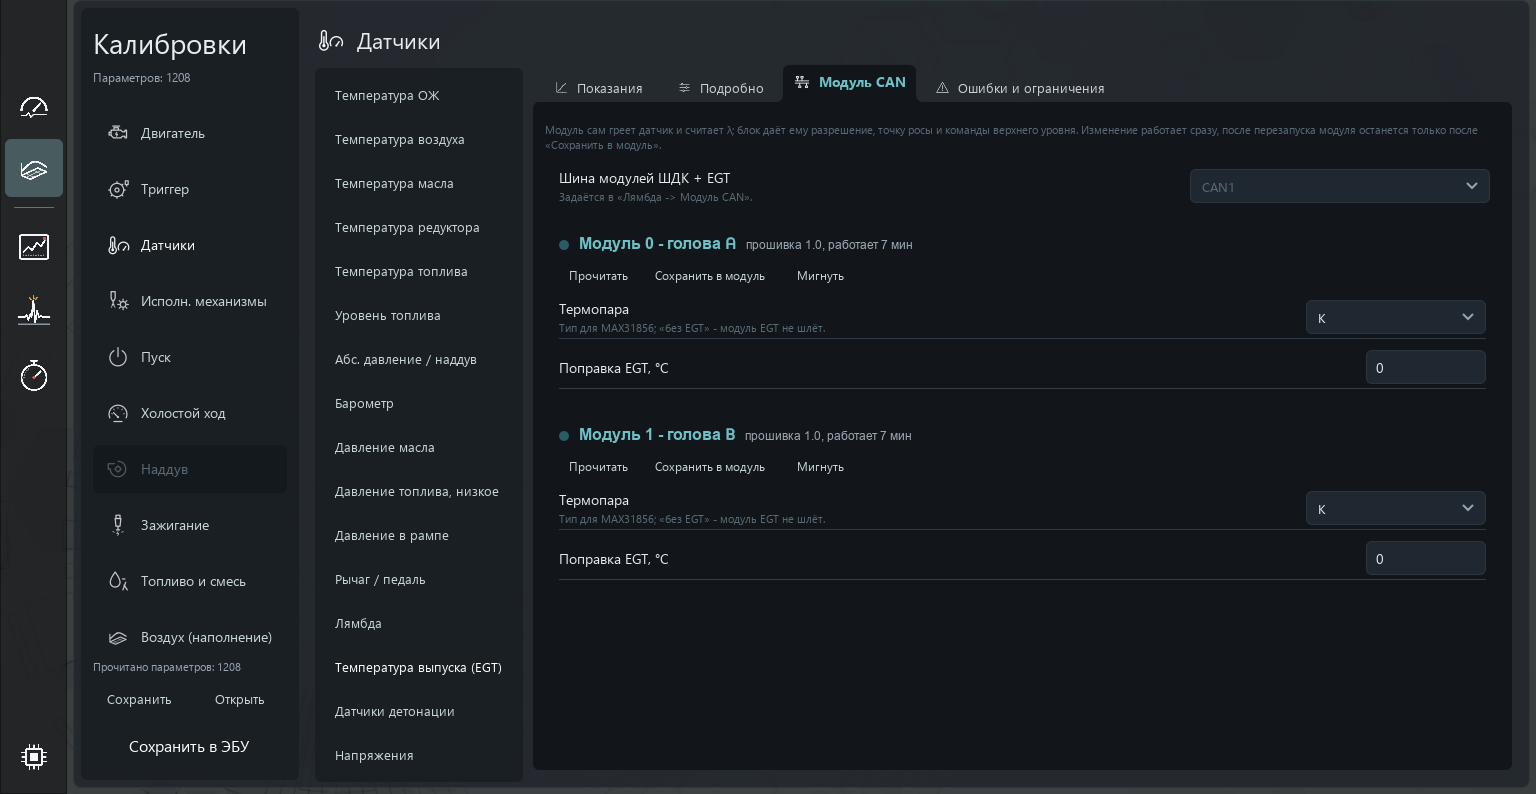 Калибровки
Параметров: 1208
Двигатель
Триггер
Датчики
Исполн. механизмы
Пуск
Холостой ход
Наддув
Зажигание
Топливо и смесь
Воздух (наполнение)
Прочитано параметров: 1208
Сохранить Открыть
Сохранить в ЭБУ
Датчики
Температура ОЖ
Температура воздуха
Температура масла
Температура редуктора
Температура топлива
Уровень топлива
Абс. давление / наддув
Барометр
Давление масла
Давление топлива, низкое
Давление в рампе
Рычаг / педаль
Лямбда
Температура выпуска (EGT)
Датчики детонации
Напряжения
Показания Подробно Модуль CAN Ошибки и ограничения
Модуль сам греет датчик и считает λ; блок даёт ему разрешение, точку росы и команды верхнего уровня. Изменение работает сразу, после перезапуска модуля останется только после
«Сохранить в модуль».
Шина модулей ШДК + EGT
Задаётся в «Лямбда -> Модуль CAN».
CAN1
Модуль 0 - голова A прошивка 1.0, работает 7 мин
Прочитать Сохранить в модуль Мигнуть
Термопара
Тип для MAX31856; «без EGT» - модуль EGT не шлёт.
K
Поправка EGT, °C 0
Модуль 1 - голова B прошивка 1.0, работает 7 мин
Прочитать Сохранить в модуль Мигнуть
Термопара
Тип для MAX31856; «без EGT» - модуль EGT не шлёт.
K
Поправка EGT, °C 0